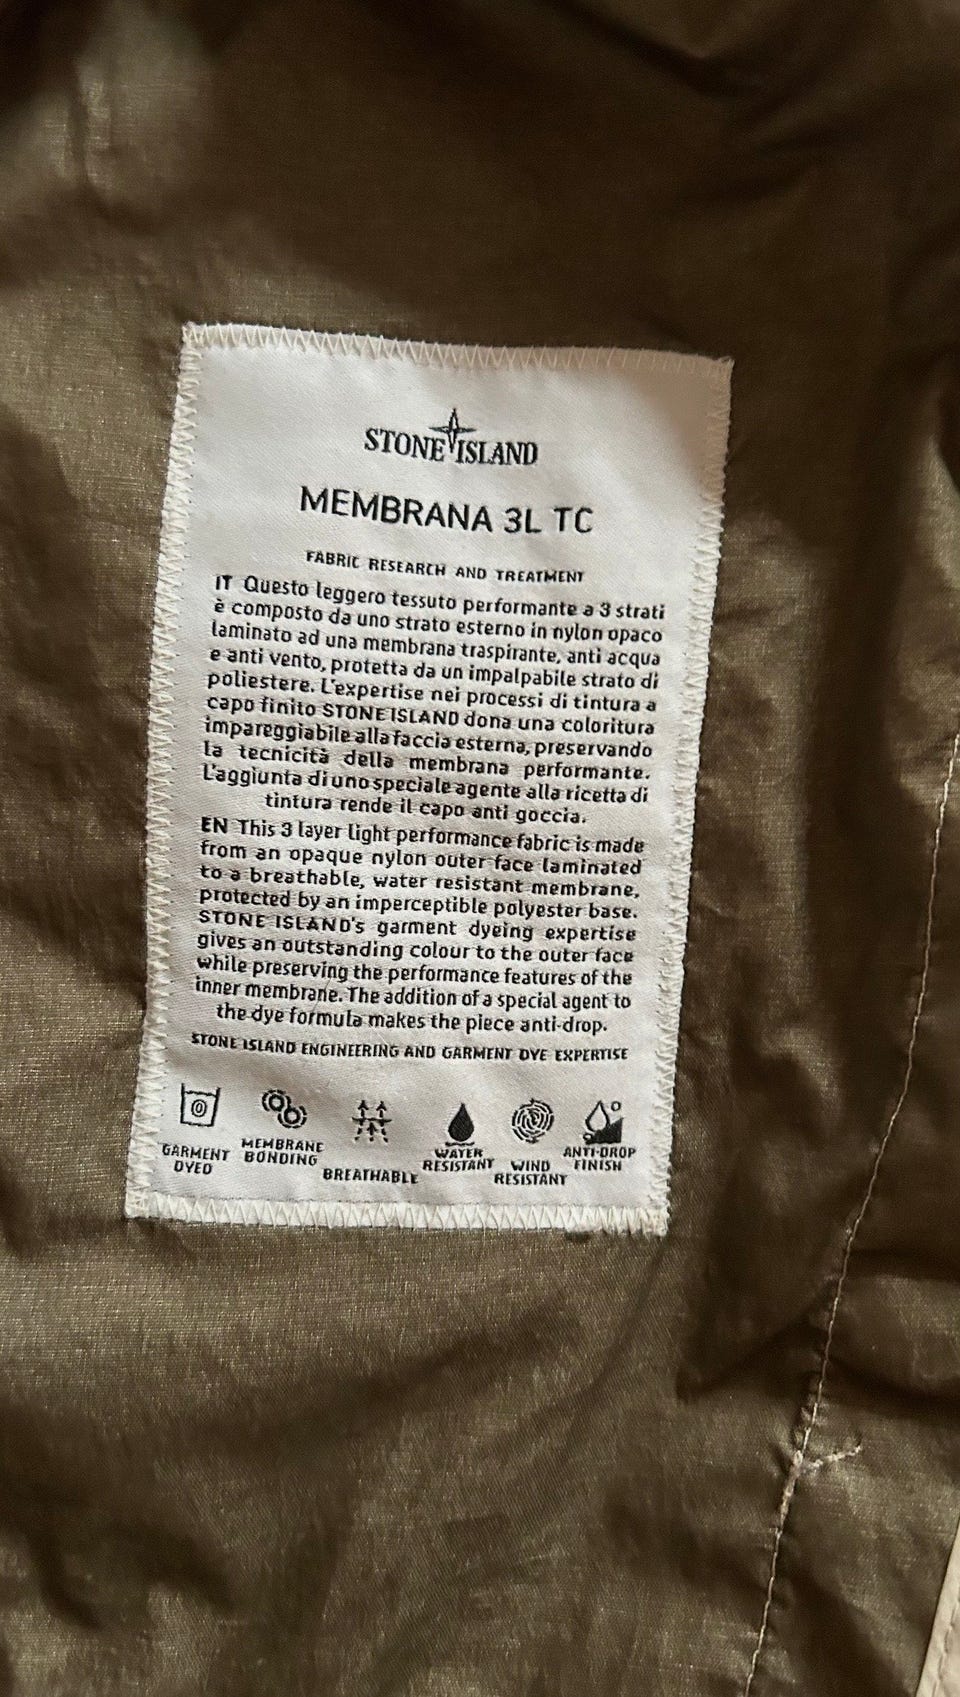 STONE ISLAND
MEMBRANA 3L TC
FABRIC RESEARCH AND TREATMENT
IT Questo leggero tessuto performante a 3 strati
è composto da uno strato esterno in nylon opaco
laminato ad una membrana traspirante, anti acqua
e anti vento, protetta da un impalpabile strato di
poliestere. L'expertise nei processi di tintura a
capo finito STONE ISLAND dona una coloritura
impareggiabile alla faccia esterna, preservando
la tecnicità della membrana performante.
L'aggiunta di uno speciale agente alla ricetta di
tintura rende il capo anti goccia.
EN This 3 layer light performance fabric is made
from an opaque nylon outer face laminated
to a breathable, water resistant membrane,
protected by an imperceptible polyester base.
STONE ISLAND's garment dyeing expertise
gives an outstanding colour to the outer face
while preserving the performance features of the
inner membrane. The addition of a special agent to
the dye formula makes the piece anti-drop.
STONE ISLAND ENGINEERING AND GARMENT DYE EXPERTISE
GARMENT
DYED
MEMBRANE
BONDING
BREATHABLE
WATER
RESISTANT
WIND
RESISTANT
ANTI-DROP
FINISH